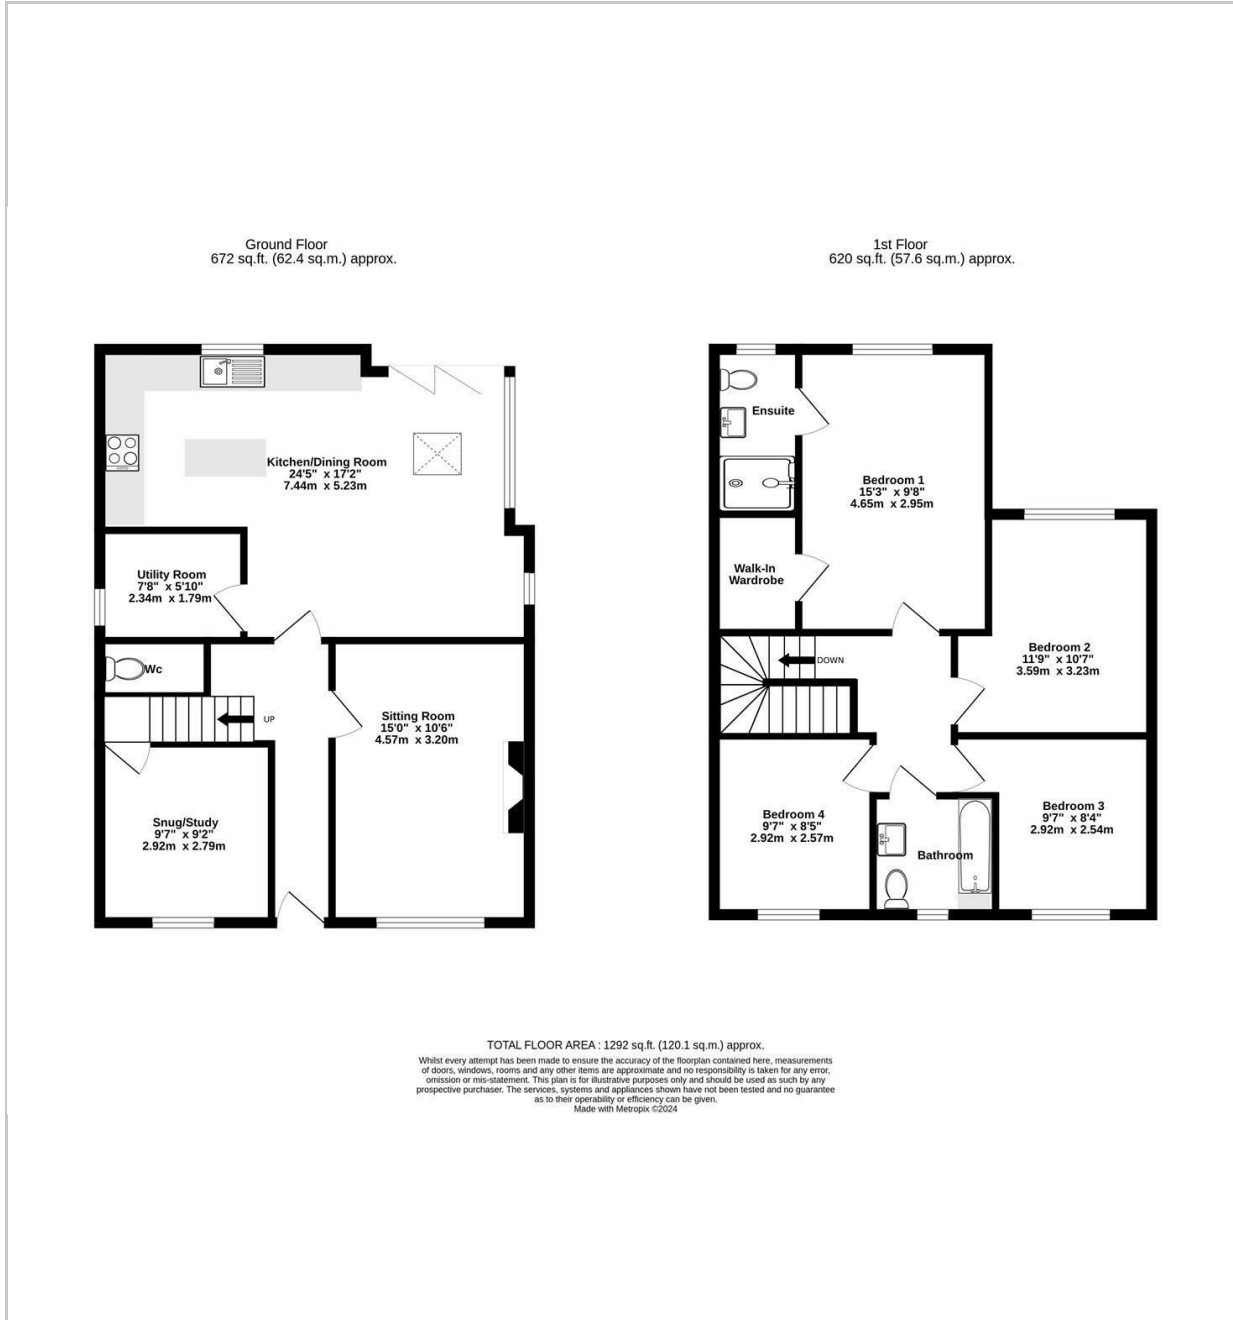 Ground Floor
672 sq.ft. (62.4 sq.m.) approx.
Kitchen/Dining Room
24'5" x 17'2"
7.44m x 5.23m
Utility Room
7'8" x 5'10"
2.34m x 1.79m
Wc
UP
Sitting Room
15'0" x 10'6"
4.57m x 3.20m
Snug/Study
9'7" x 9'2"
2.92m x 2.79m
1st Floor
620 sq.ft. (57.6 sq.m.) approx.
Ensuite
Bedroom 1
15'3" x 9'8"
4.65m x 2.95m
Walk-In
Wardrobe
DOWN
Bedroom 2
11'9" x 10'7"
3.59m x 3.23m
Bedroom 4
9'7" x 8'5"
2.92m x 2.57m
Bathroom
Bedroom 3
9'7" x 8'4"
2.92m x 2.54m
TOTAL FLOOR AREA : 1292 sq.ft. (120.1 sq.m.) approx.
Whilst every attempt has been made to ensure the accuracy of the floorplan contained here, measurements
of doors, windows, rooms and any other items are approximate and no responsibility is taken for any error,
omission or mis-statement. This plan is for illustrative purposes only and should be used as such by any
prospective purchaser. The services, systems and appliances shown have not been tested and no guarantee
as to their operability or efficiency can be given.
Made with Metropix ©2024